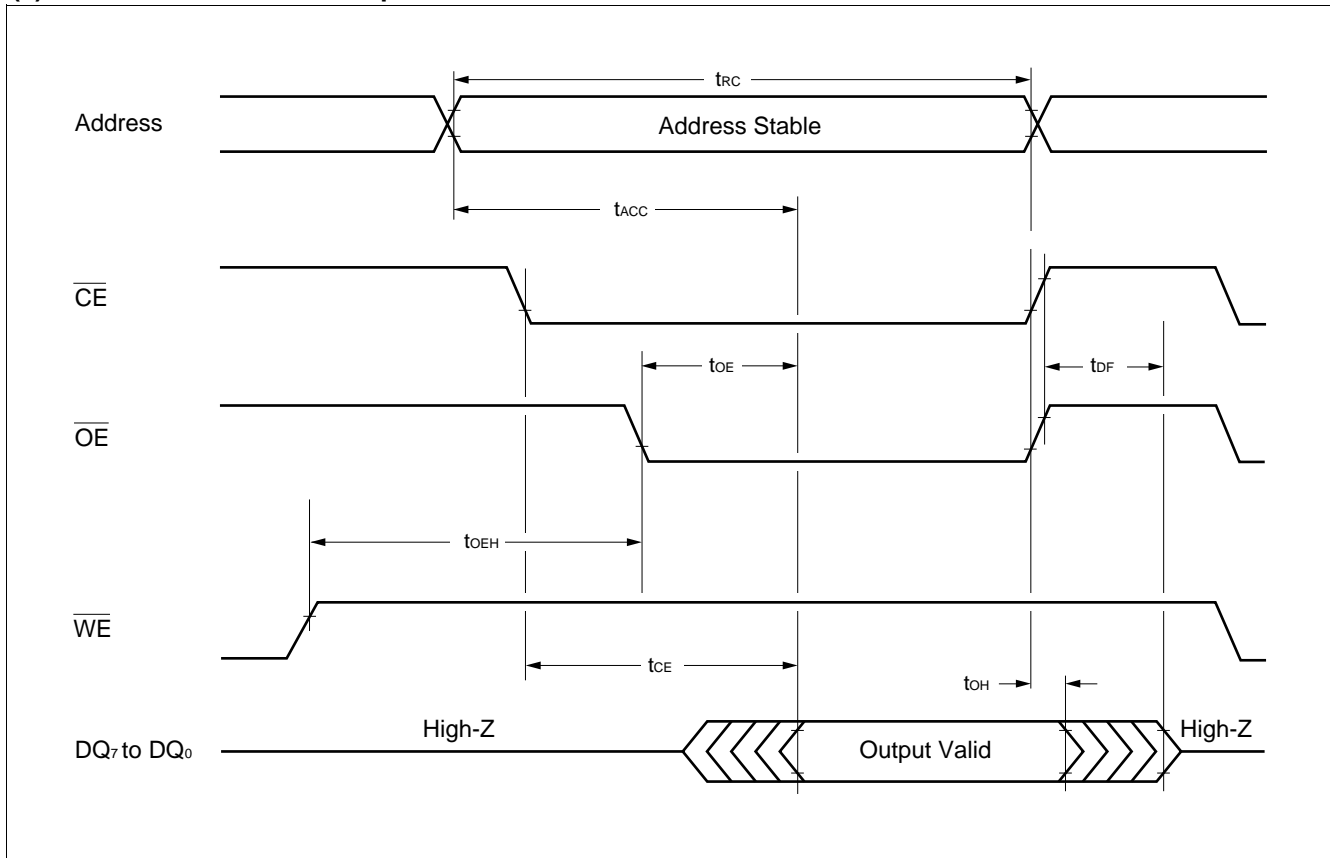 tRC
Address
Address Stable
tACC
CE
tOE
tDF
OE
tOEH
WE
tCE
tOH
High-Z
High-Z
DQ7 to DQ0
Output Valid